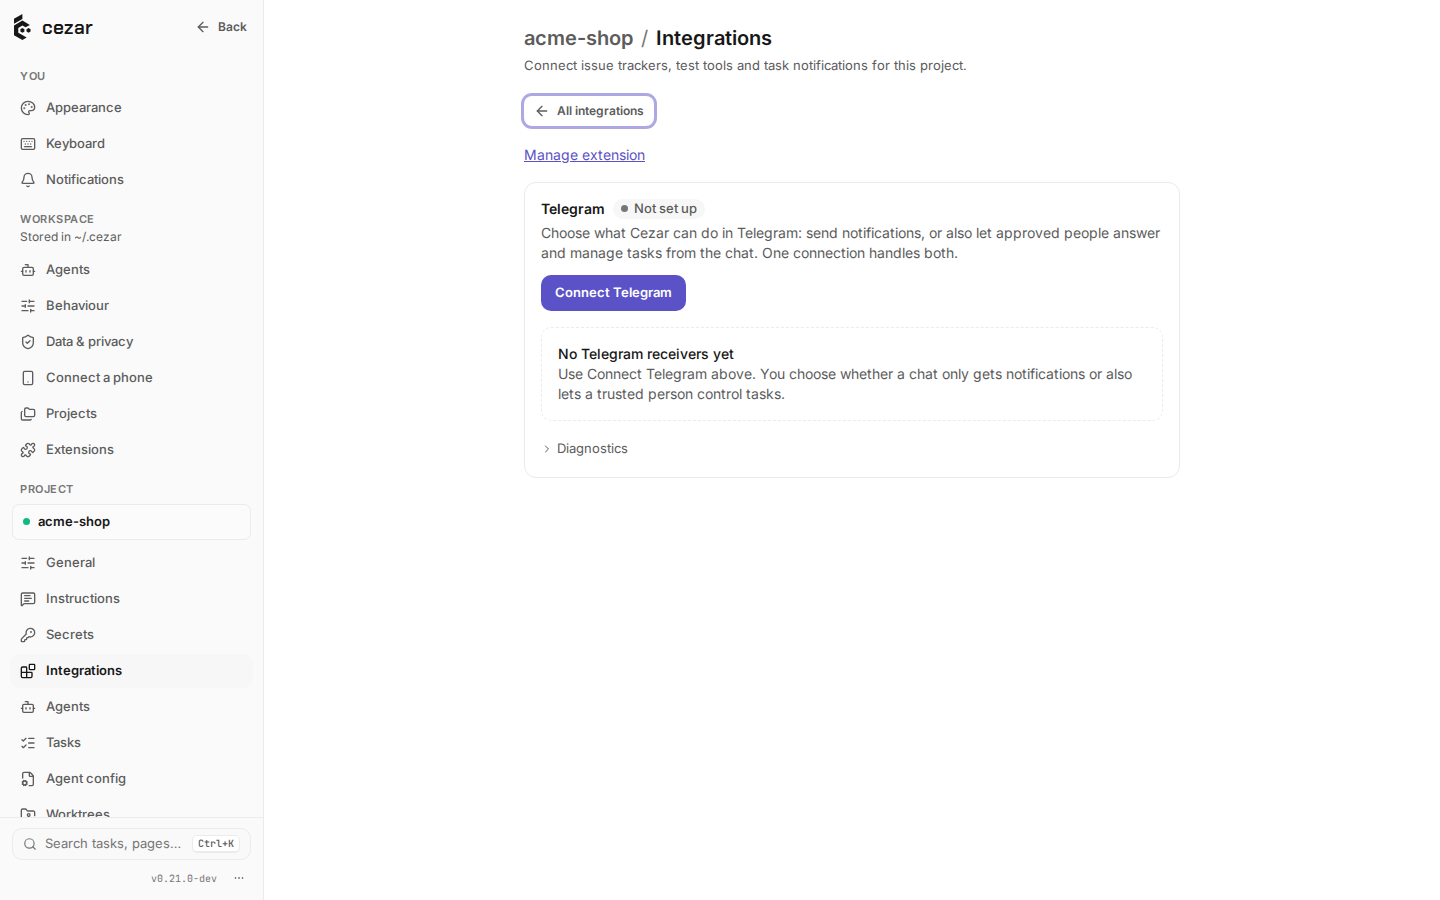 cezar
Back
YOU
Appearance
Keyboard
Notifications
WORKSPACE
Stored in ~/.cezar
Agents
Behaviour
Data & privacy
Connect a phone
Projects
Extensions
PROJECT
acme-shop
General
Instructions
Secrets
Integrations
Agents
Tasks
Agent config
Worktrees
Search tasks, pages...
Ctrl+K
v0.21.0-dev
acme-shop / Integrations
Connect issue trackers, test tools and task notifications for this project.
All integrations
Manage extension
Telegram
Not set up
Choose what Cezar can do in Telegram: send notifications, or also let approved people answer
and manage tasks from the chat. One connection handles both.
Connect Telegram
No Telegram receivers yet
Use Connect Telegram above. You choose whether a chat only gets notifications or also
lets a trusted person control tasks.
Diagnostics